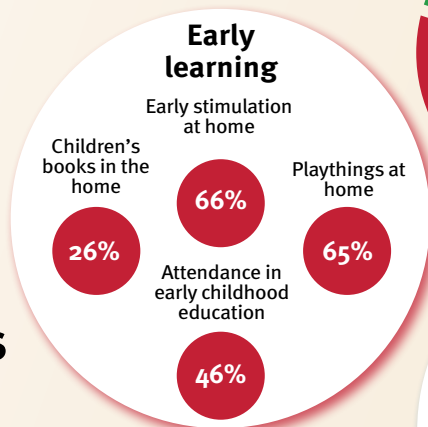 Early
learning
Early stimulation
at home
66%
Children's
books in the
home
26%
Playthings at
home
65%
Attendance in
early childhood
education
46%
s